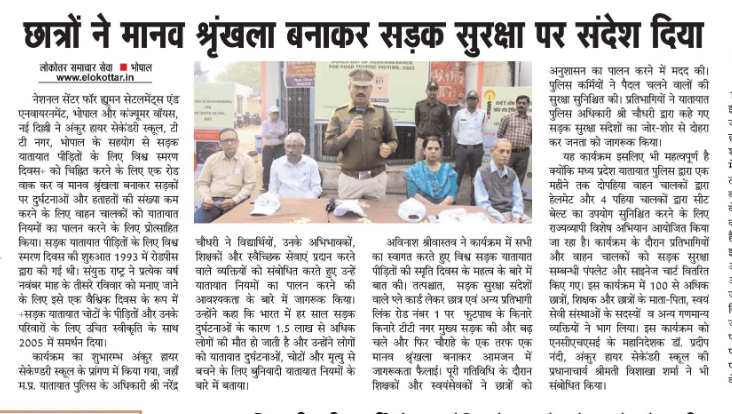 छात्रों ने मानव श्रृंखला बनाकर सड़क सुरक्षा पर संदेश दिया
लोकोतर समाचार सेवा ■ भोपाल
www.elokottar.in
नेशनल सेंटर फॉर ह्यूमन सेटलमेंट्स एंड
एनवायरनमेंट, भोपाल और कंज्यूमर वॉयस,
नई दिल्ली ने अंकुर हायर सेकेंडरी स्कूल, टी
टी नगर, भोपाल के सहयोग से सड़क
यातायात पीड़ितों के लिए विश्व स्मरण
दिवस÷ को चिह्नित करने के लिए एक रोड
वाक कर व मानव श्रृंखला बनाकर सड़कों
पर दुर्घटनाओं और हताहतों की संख्या कम
करने के लिए वाहन चालकों को यातायात
नियमों का पालन करने के लिए प्रोत्साहित
किया। सड़क यातायात पीड़ितों के लिए विश्व
स्मरण दिवस की शुरुआत 1993 में रोडपीस
द्वारा की गई थी। संयुक्त राष्ट्र ने प्रत्येक वर्ष
नवंबर माह के तीसरे रविवार को मनाए जाने
के लिए इसे एक वैश्विक दिवस के रूप में
÷सड़क यातायात चोटों के पीड़ितों और उनके
परिवारों के लिए उचित स्वीकृति के साथ
2005 में समर्थन दिया।
कार्यक्रम का शुभारम्भ अंकुर हायर
सेकेण्डरी स्कूल के प्रांगण में किया गया, जहाँ
म.प्र. यातायात पुलिस के अधिकारी श्री नरेंद्र
FOR ROAD TRAFFIC VICTIMS, 2023
चौधरी ने विद्यार्थियों, उनके अभिभावकों,
शिक्षकों और स्वैच्छिक सेवाएं प्रदान करने
वाले व्यक्तियों को संबोधित करते हुए उन्हें
यातायात नियमों का पालन करने की
आवश्यकता के बारे में जागरूक किया।
उन्होंने कहा कि भारत में हर साल सड़क
दुर्घटनाओं के कारण 1.5 लाख से अधिक
लोगों की मौत हो जाती है और उन्होंने लोगों
को यातायात दुर्घटनाओं, चोटों और मृत्यु से
बचने के लिए बुनियादी यातायात नियमों के
बारे में बताया।
अविनाश श्रीवास्तव ने कार्यक्रम में सभी
का स्वागत करते हुए विश्व सड़क यातायात
पीड़ितों की स्मृति दिवस के महत्व के बारे में
बात की। तत्पश्चात, सड़क सुरक्षा संदेशों
वाले प्ले कार्ड लेकर छात्र एवं अन्य प्रतिभागी
लिंक रोड नंबर 1 पर फुटपाथ के किनारे
किनारे टीटी नगर मुख्य सड़क की और बढ़
चले और फिर चौराहे के एक तरफ एक
मानव श्रृंखला बनाकर आमजन में
जागरूकता फैलाई। पूरी गतिविधि के दौरान
शिक्षकों और स्वयंसेवकों ने छात्रों को
अनुशासन का पालन करने में मदद की।
पुलिस कर्मियों ने पैदल चलने वालों की
सुरक्षा सुनिश्चित की। प्रतिभागियों ने यातायात
पुलिस अधिकारी श्री चौधरी द्वारा कहे गए
सड़क सुरक्षा संदेशों का जोर-शोर से दोहरा
कर जनता को जागरूक किया।
यह कार्यक्रम इसलिए भी महत्वपूर्ण है
क्योंकि मध्य प्रदेश यातायात पुलिस द्वारा एक
महीने तक दोपहिया वाहन चालकों द्वारा
हेलमेट और 4 पहिया चालकों द्वारा सीट
बेल्ट का उपयोग सुनिश्चित करने के लिए
राज्यव्यापी विशेष अभियान आयोजित किया
जा रहा है। कार्यक्रम के दौरान प्रतिभागियों
और वाहन चालकों को सड़क सुरक्षा
सम्बन्धी पंपलेट और साइनेज चार्ट वितरित
किए गए। इस कार्यक्रम में 100 से अधिक
छात्रों, शिक्षक और छात्रों के माता-पिता, स्वयं
सेवी संस्थाओं के सदस्यों व अन्य गणमान्य
व्यक्तियों ने भाग लिया। इस कार्यक्रम को
एनसीएचएसई के महानिदेशक डॉ. प्रदीप
नंदी, अंकुर हायर सेकेंडरी स्कूल की
प्रधानाचार्य श्रीमती विशाखा शर्मा ने भी
संबोधित किया।